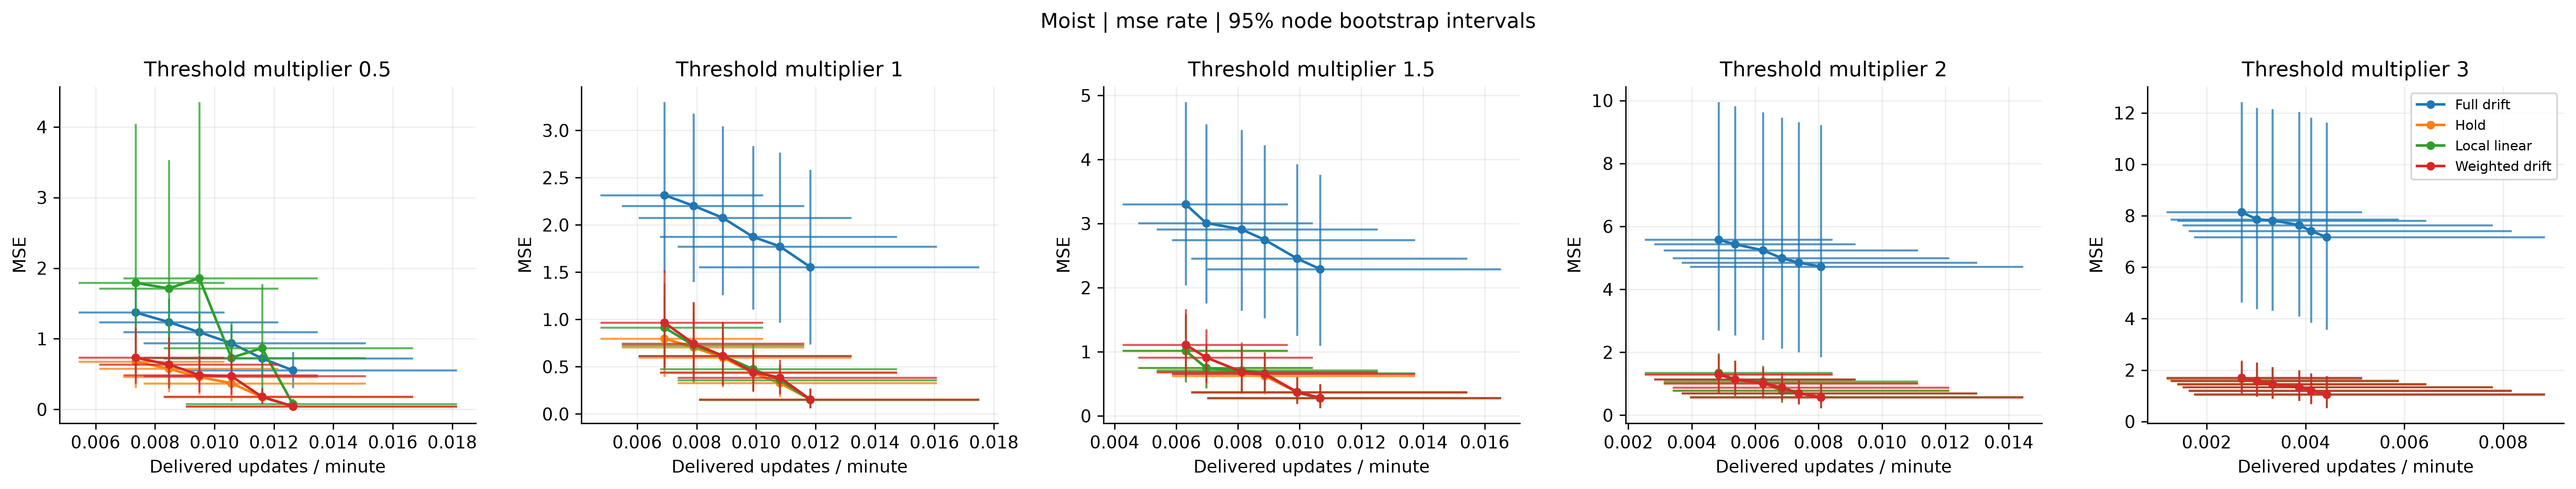 Moist | mse rate | 95% node bootstrap intervals
Threshold multiplier 0.5
MSE
4
3
2
1
0
0.006 0.008 0.010 0.012 0.014 0.016 0.018
Delivered updates / minute
Threshold multiplier 1
MSE
3.0
2.5
2.0
1.5
1.0
0.5
0.0
0.006 0.008 0.010 0.012 0.014 0.016 0.018
Delivered updates / minute
Threshold multiplier 1.5
MSE
5
4
3
2
1
0
0.004 0.006 0.008 0.010 0.012 0.014 0.016
Delivered updates / minute
Threshold multiplier 2
MSE
10
8
6
4
2
0
0.002 0.004 0.006 0.008 0.010 0.012 0.014
Delivered updates / minute
Threshold multiplier 3
MSE
12
10
8
6
4
2
0
0.002 0.004 0.006 0.008
Delivered updates / minute
Full drift
Hold
Local linear
Weighted drift